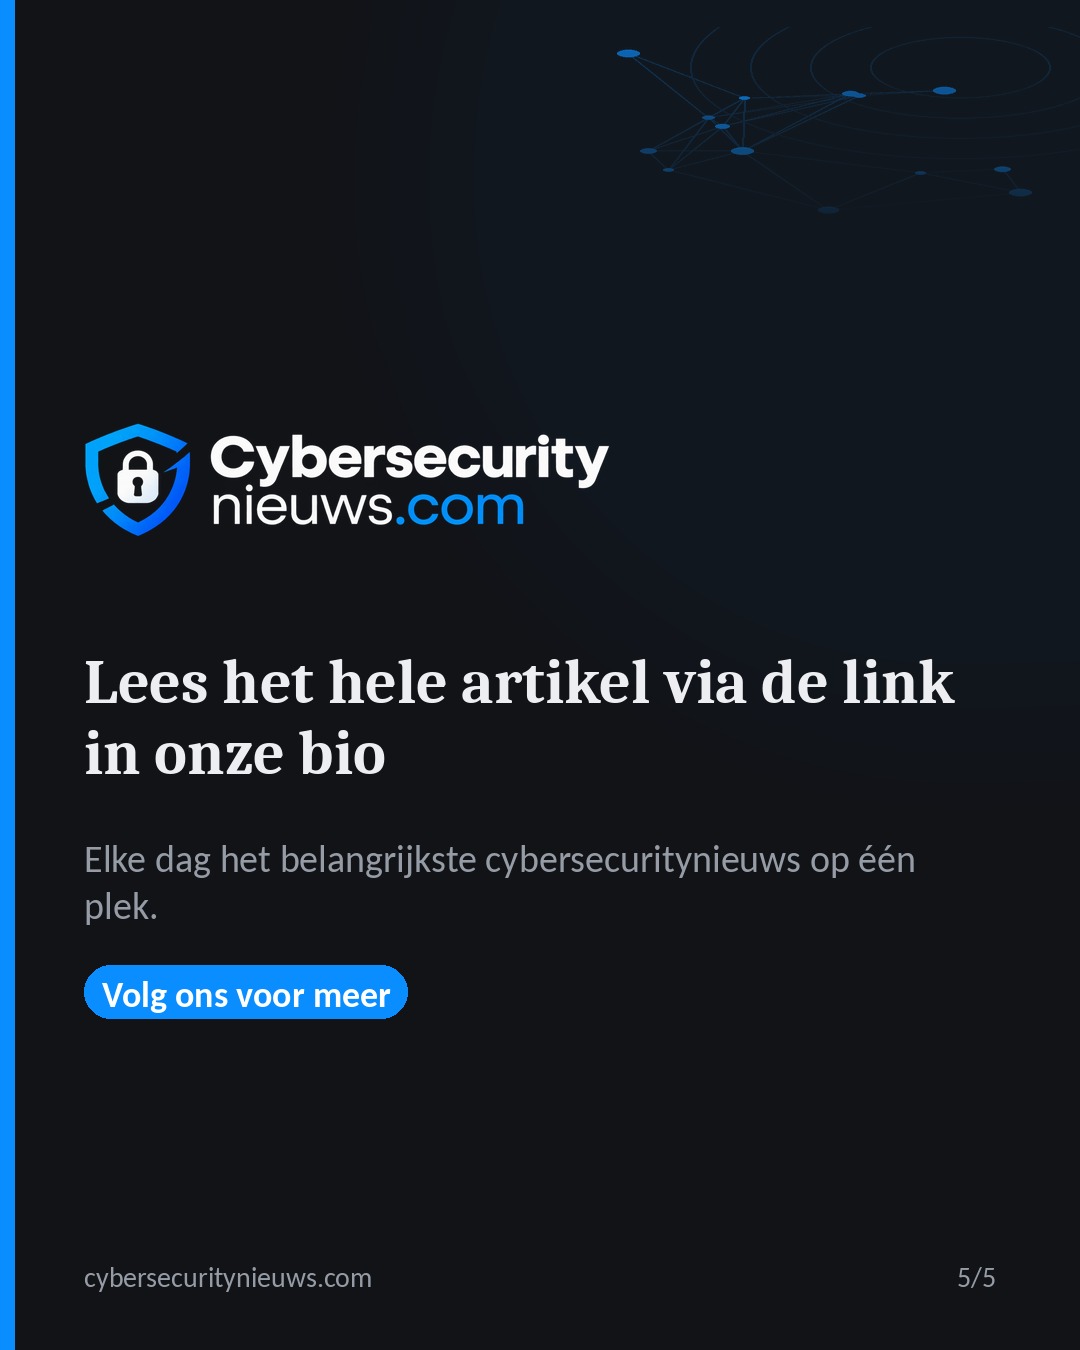 Cybersecurity
nieuws.com
Lees het hele artikel via de link
in onze bio
Elke dag het belangrijkste cybersecuritynieuws op één
plek.
Volg ons voor meer
cybersecuritynieuws.com
5/5